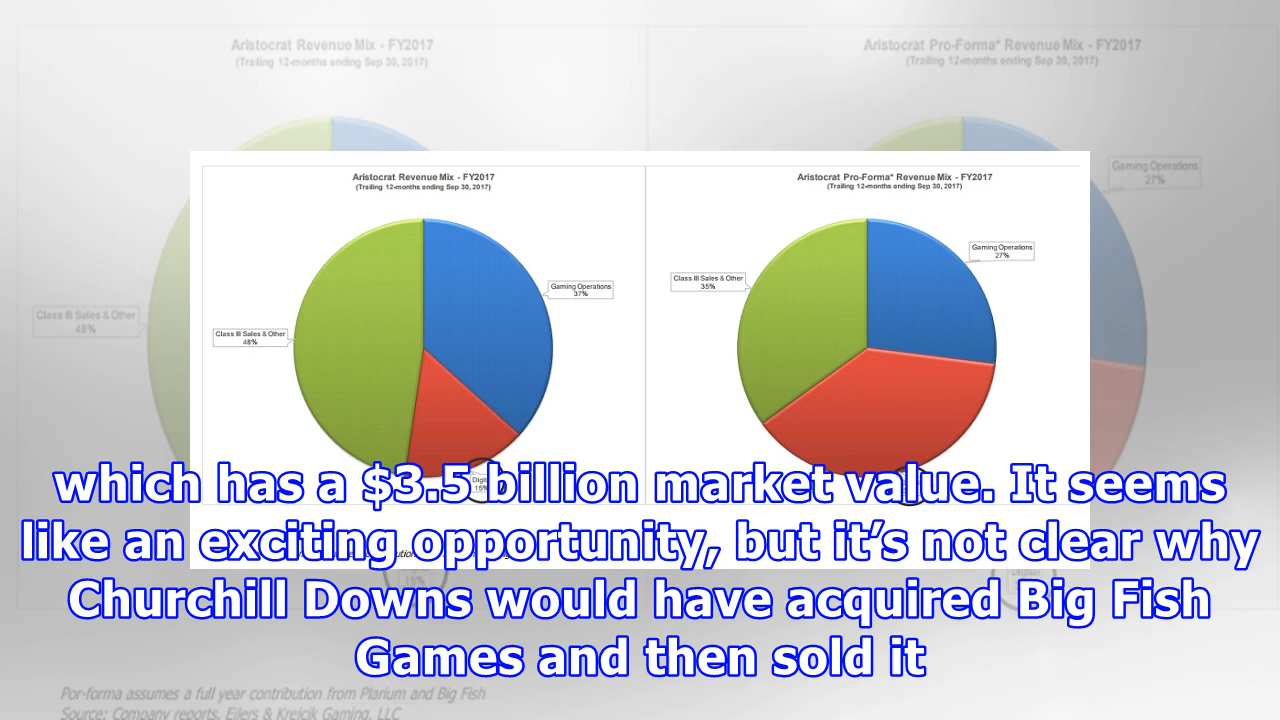 Aristocrat Revenue Mix - FY2017
(Trailing 12-months ending Sep 30, 2017)
Aristocrat Pro-Forma* Revenue Mix - FY2017
(Trailing 12-months ending Sep 30, 2017)
Gaming Operations
27%
Class III Sales & Other
48%
Aristocrat Revenue Mix - FY2017
(Trailing 12-months ending Sep 30, 2017)
Aristocrat Pro-Forma* Revenue Mix - FY2017
(Trailing 12-months ending Sep 30, 2017)
Gaming Operations
27%
Class III Sales & Other
35%
Gaming Operations
37%
Class III Sales & Other
48%
15%
which has a $3.5 billion market value. It seems
like an exciting opportunity, but it’s not clear why
Churchill Downs would have acquired Big Fish
Games and then sold it
15%
Por-forma assumes a full year contribution from Plarium and Big Fish
Source: Company reports, Eilers & Krejcik Gaming, LLC